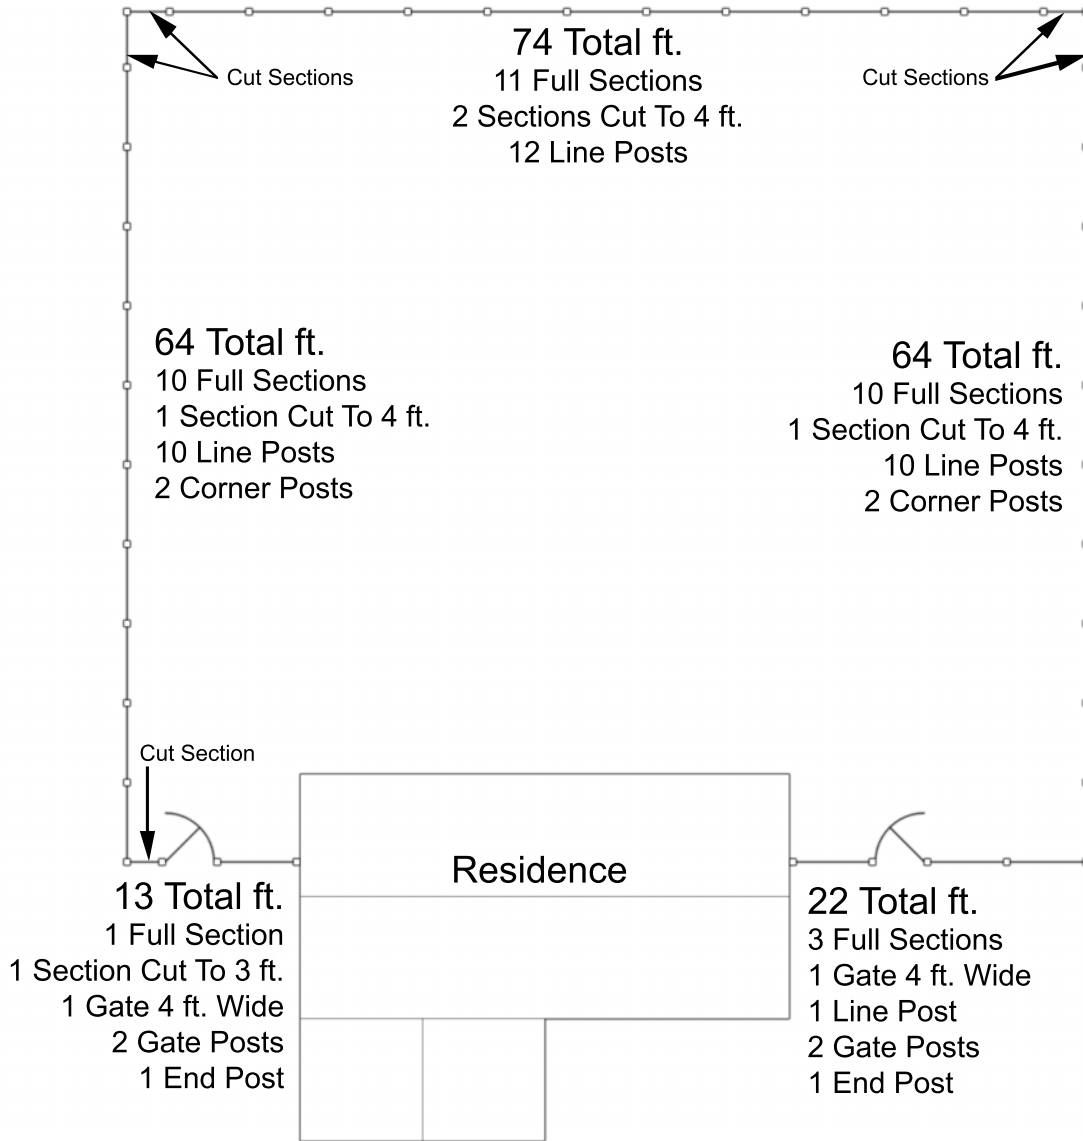 74 Total ft.
11 Full Sections
2 Sections Cut To 4 ft.
12 Line Posts
Cut Sections
Cut Sections
64 Total ft.
10 Full Sections
1 Section Cut To 4 ft.
10 Line Posts
2 Corner Posts
64 Total ft.
10 Full Sections
1 Section Cut To 4 ft.
10 Line Posts
2 Corner Posts
Cut Section
Residence
13 Total ft.
1 Full Section
1 Section Cut To 3 ft.
1 Gate 4 ft. Wide
2 Gate Posts
1 End Post
22 Total ft.
3 Full Sections
1 Gate 4 ft. Wide
1 Line Post
2 Gate Posts
1 End Post